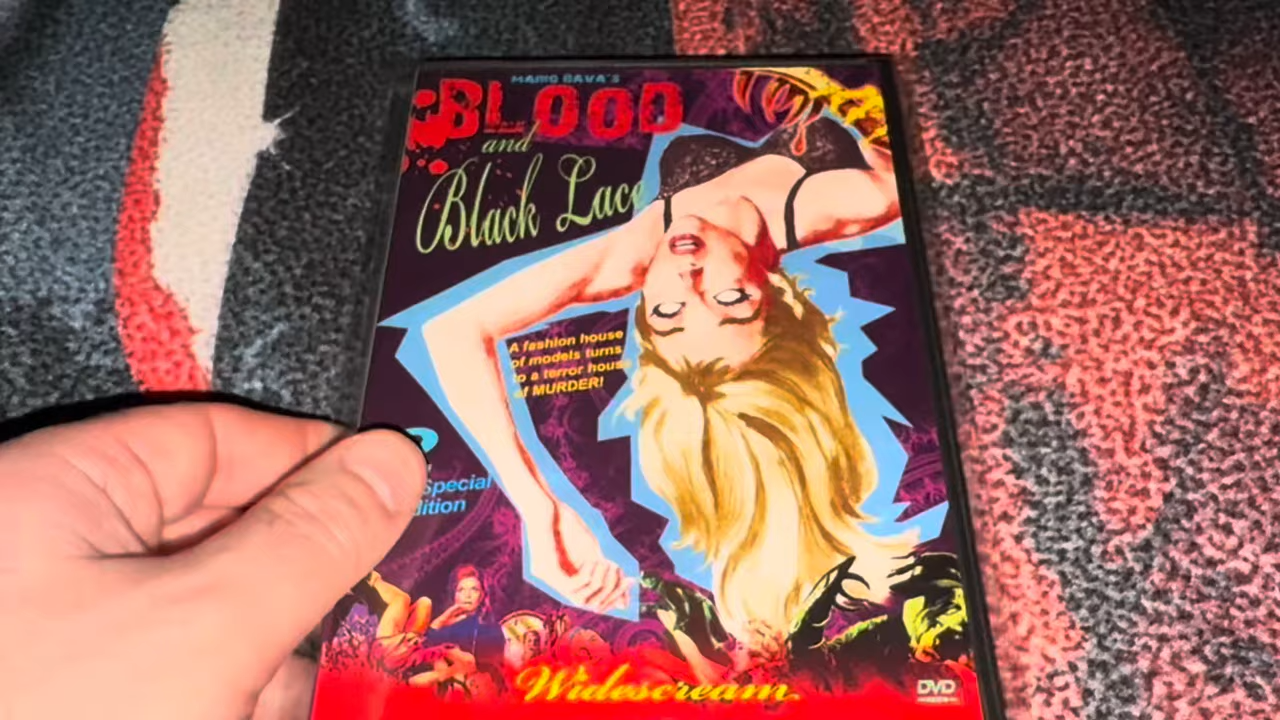 MARIO BAVA'S
BLOOD
and
Black Lace
A fashion house
of models turns
to a terror house
of MURDER!
Special
dition
Widescream
DVD